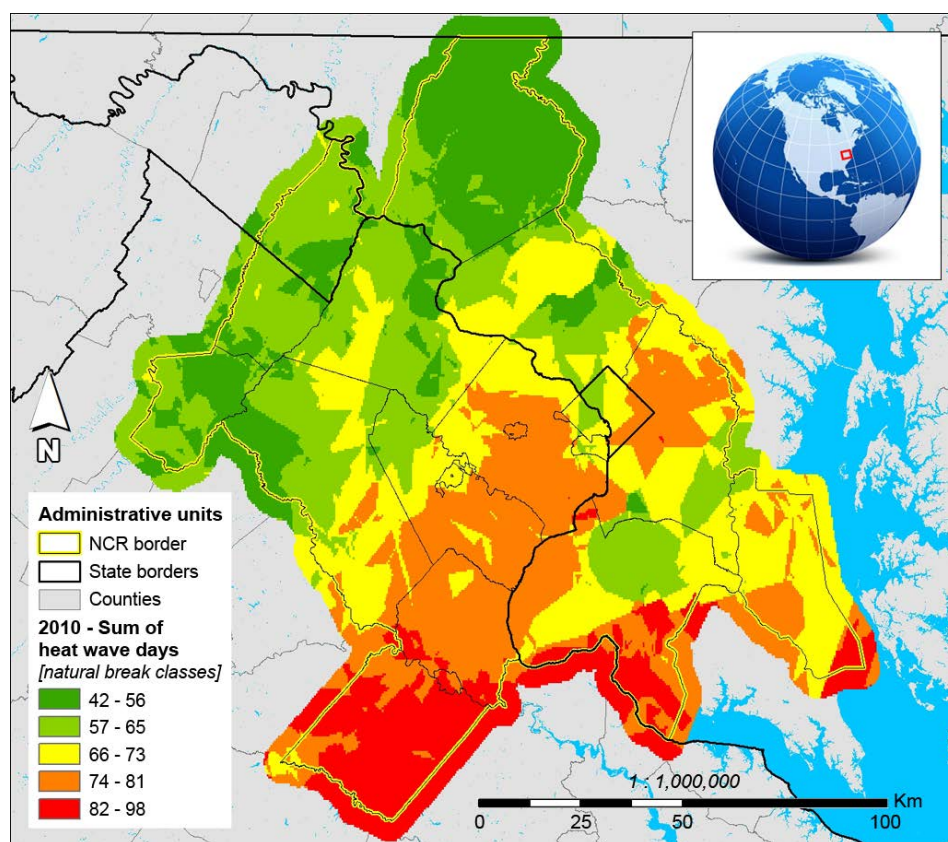 N
Administrative units
NCR border
State borders
Counties
2010 - Sum of
heat wave days
[natural break classes]
42 - 56
57 - 65
66 - 73
74 - 81
82 - 98
1 : 1,000,000
Km
0 25 50 100